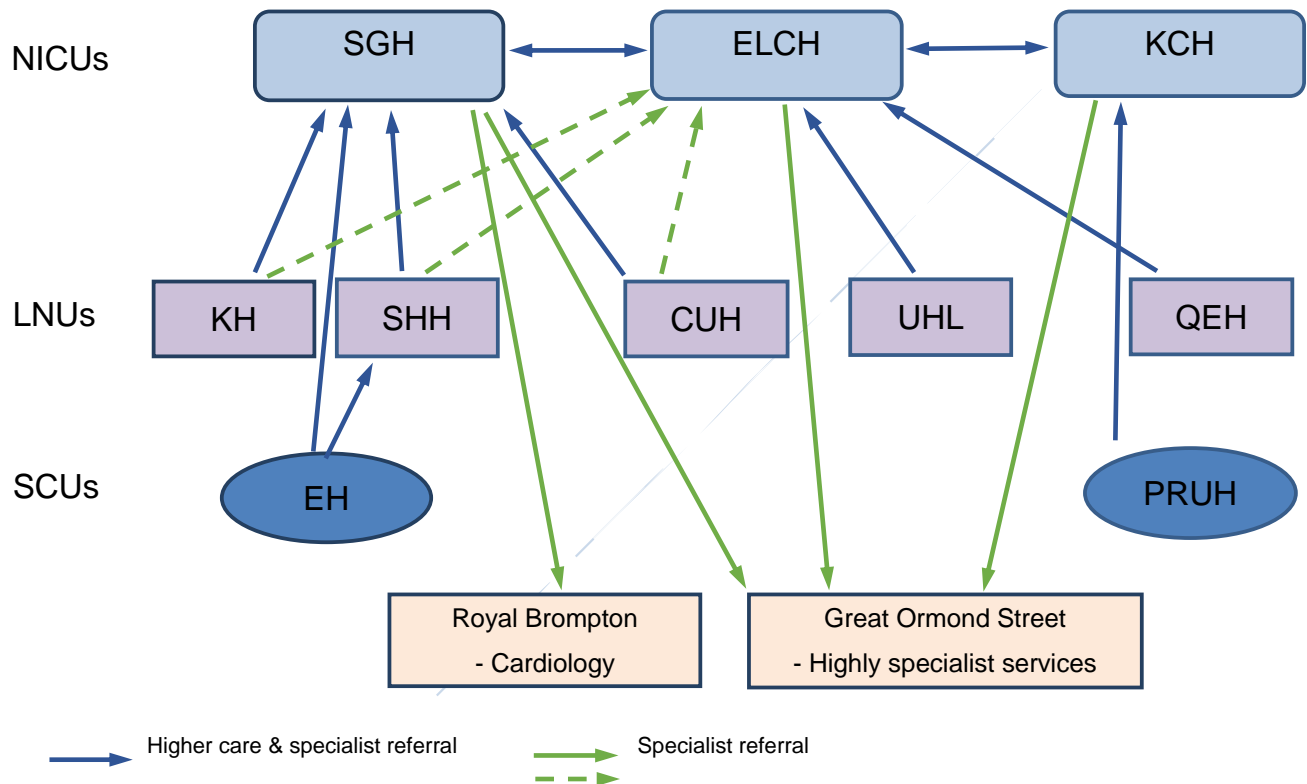 NICUs
SGH
ELCH
KCH
LNUs
KH
SHH
CUH
UHL
QEH
SCUs
EH
PRUH
Royal Brompton
- Cardiology
Great Ormond Street
- Highly specialist services
Higher care & specialist referral
Specialist referral